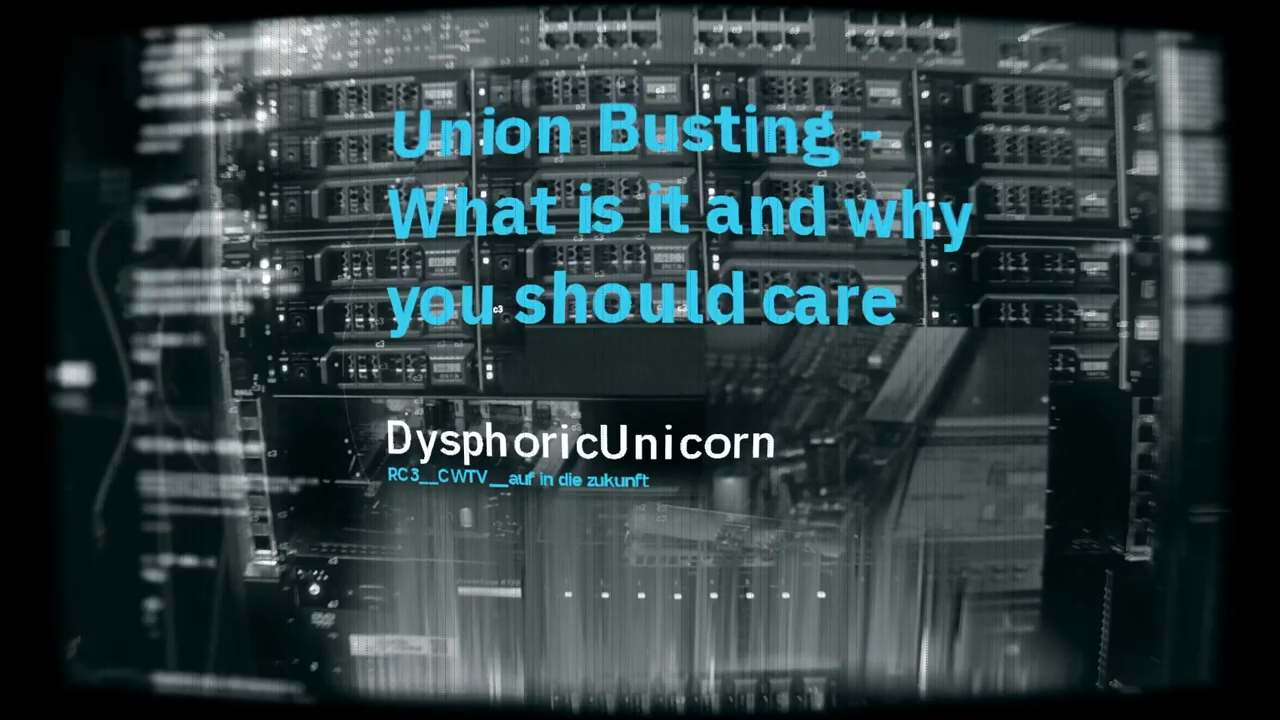 Union Busting -
What is it and why
you should care
DysphoricUnicorn
RC3__CWTV__auf in die zukunft